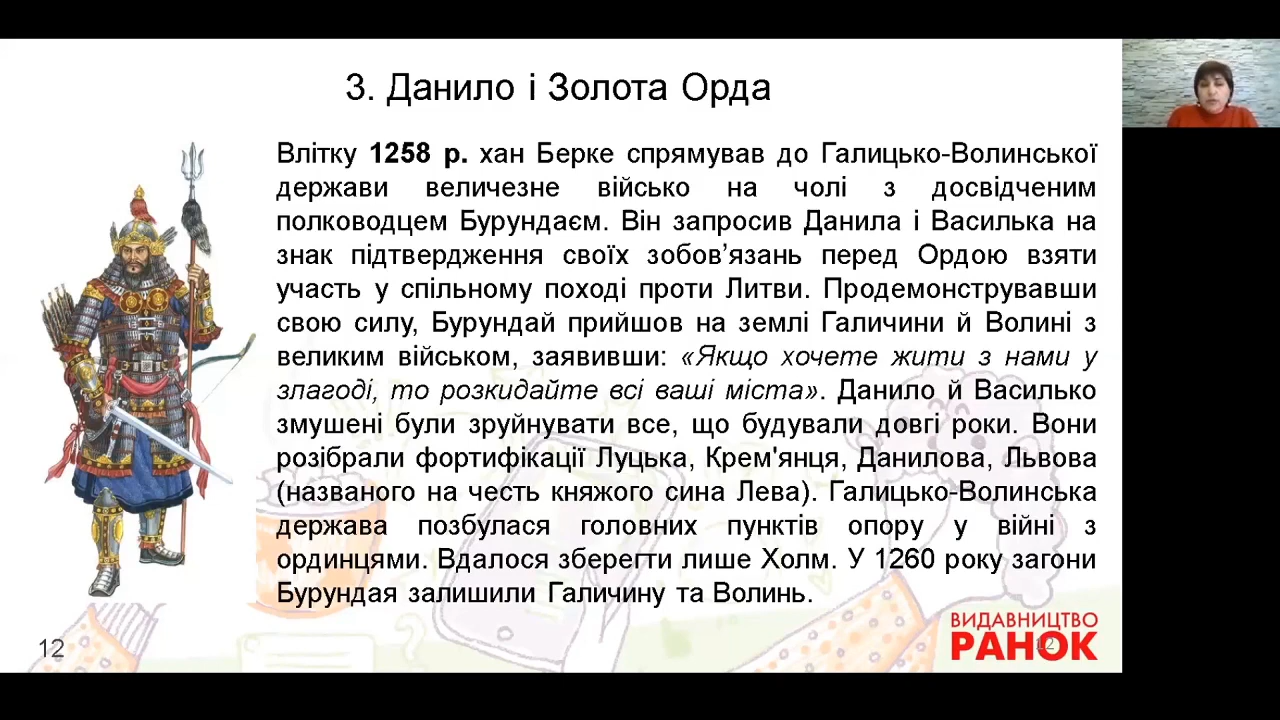 3. Данило і Золота Орда
Влітку 1258 р. хан Берке спрямував до Галицько-Волинської
держави величезне військо на чолі з досвідченим
полководцем Бурундаєм. Він запросив Данила і Василька на
знак підтвердження своїх зобов’язань перед Ордою взяти
участь у спільному поході проти Литви. Продемонструвавши
свою силу, Бурундай прийшов на землі Галичини й Волині з
великим військом, заявивши: «Якщо хочете жити з нами у
злагоді, то розкидайте всі ваші міста». Данило й Василько
змушені були зруйнувати все, що будували довгі роки. Вони
розібрали фортифікації Луцька, Крем'янця, Данилова, Львова
(названого на честь княжого сина Лева). Галицько-Волинська
держава позбулася головних пунктів опору у війні з
ординцями. Вдалося зберегти лише Холм. У 1260 року загони
Бурундая залишили Галичину та Волинь.
ВИДАВНИЦТВО
РАНОК
12
12